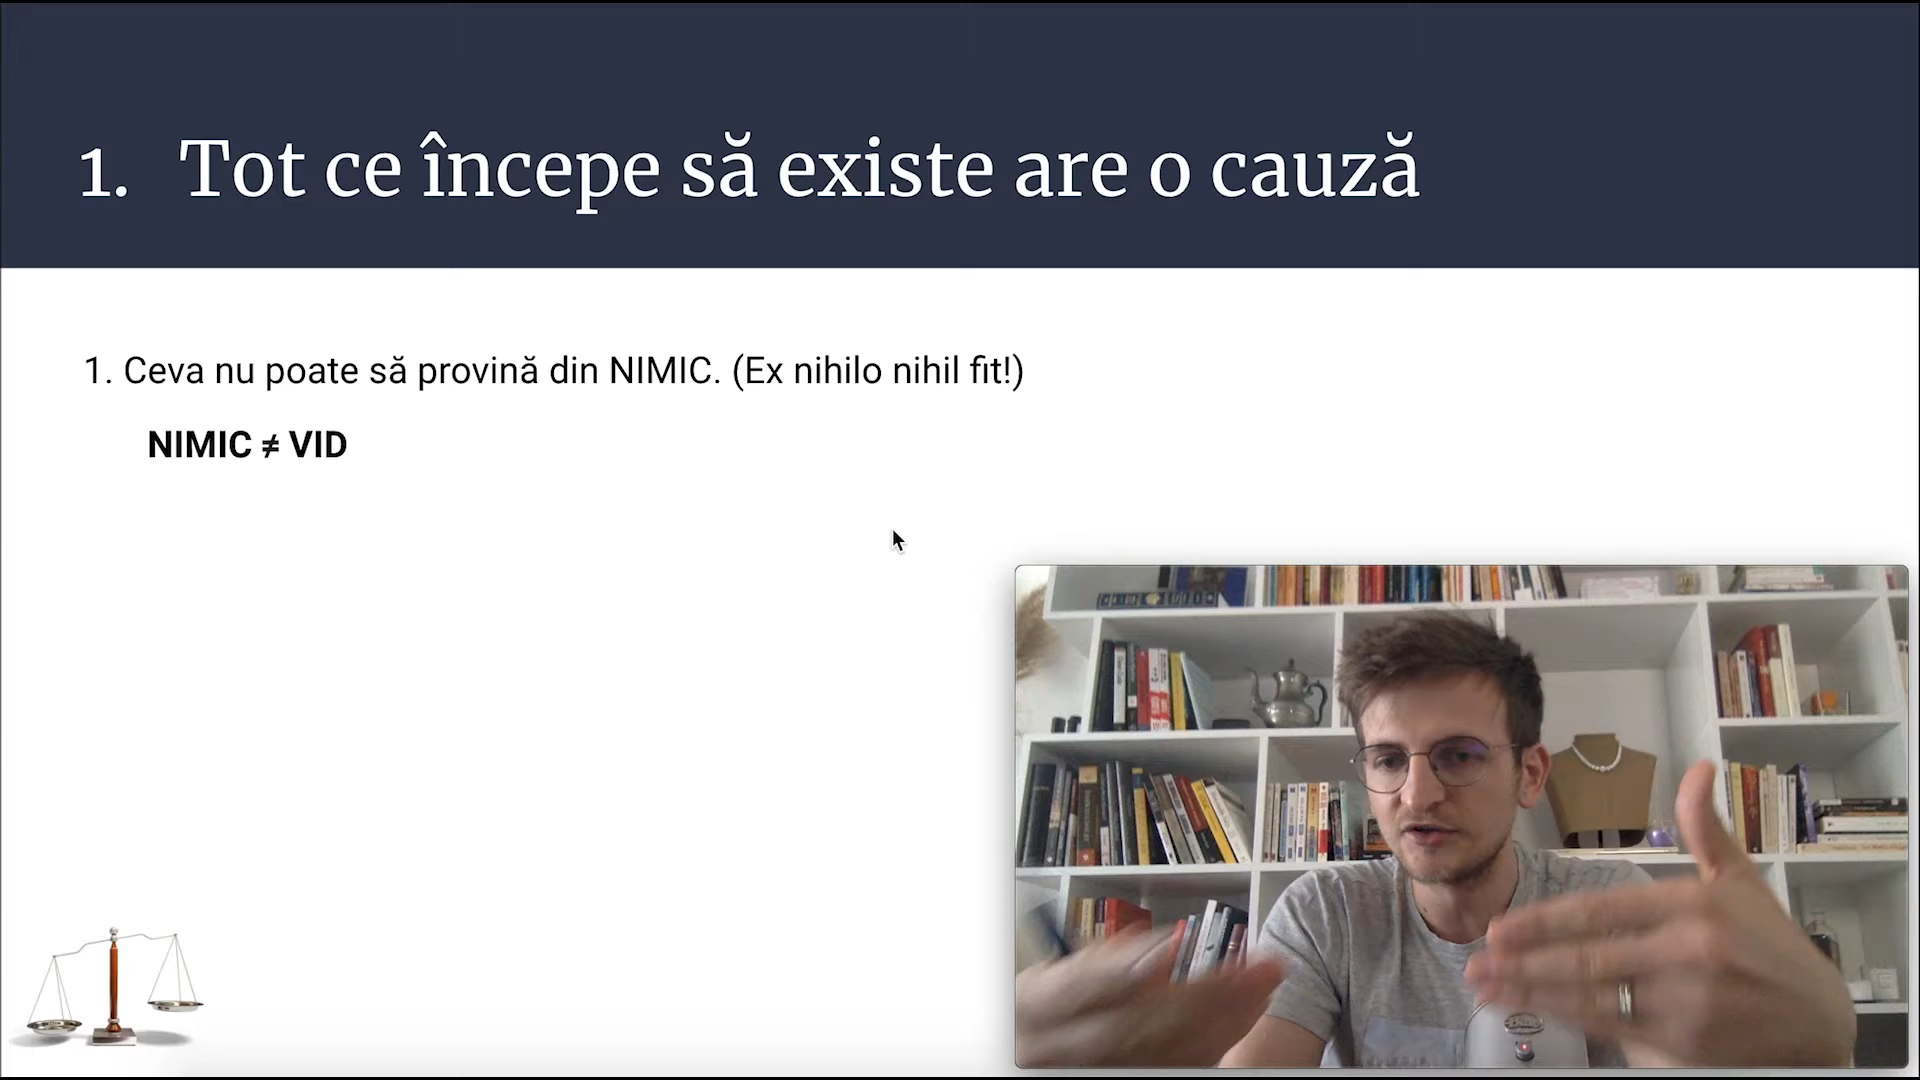 1. Tot ce începe să existe are o cauză
1. Ceva nu poate să provină din NIMIC. (Ex nihilo nihil fit!)
NIMIC ≠ VID